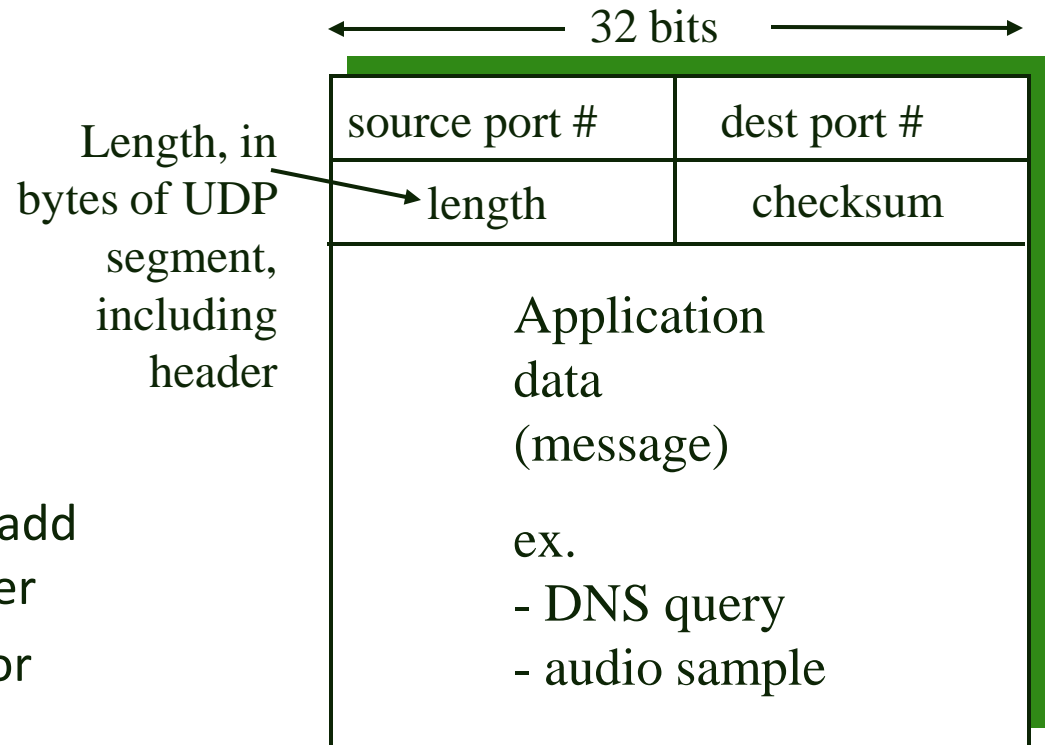 32 bits
source port # dest port #
Length, in
bytes of UDP
segment,
including
header
length checksum
Application
data
(message)
ex.
- DNS query
- audio sample
add
er
or